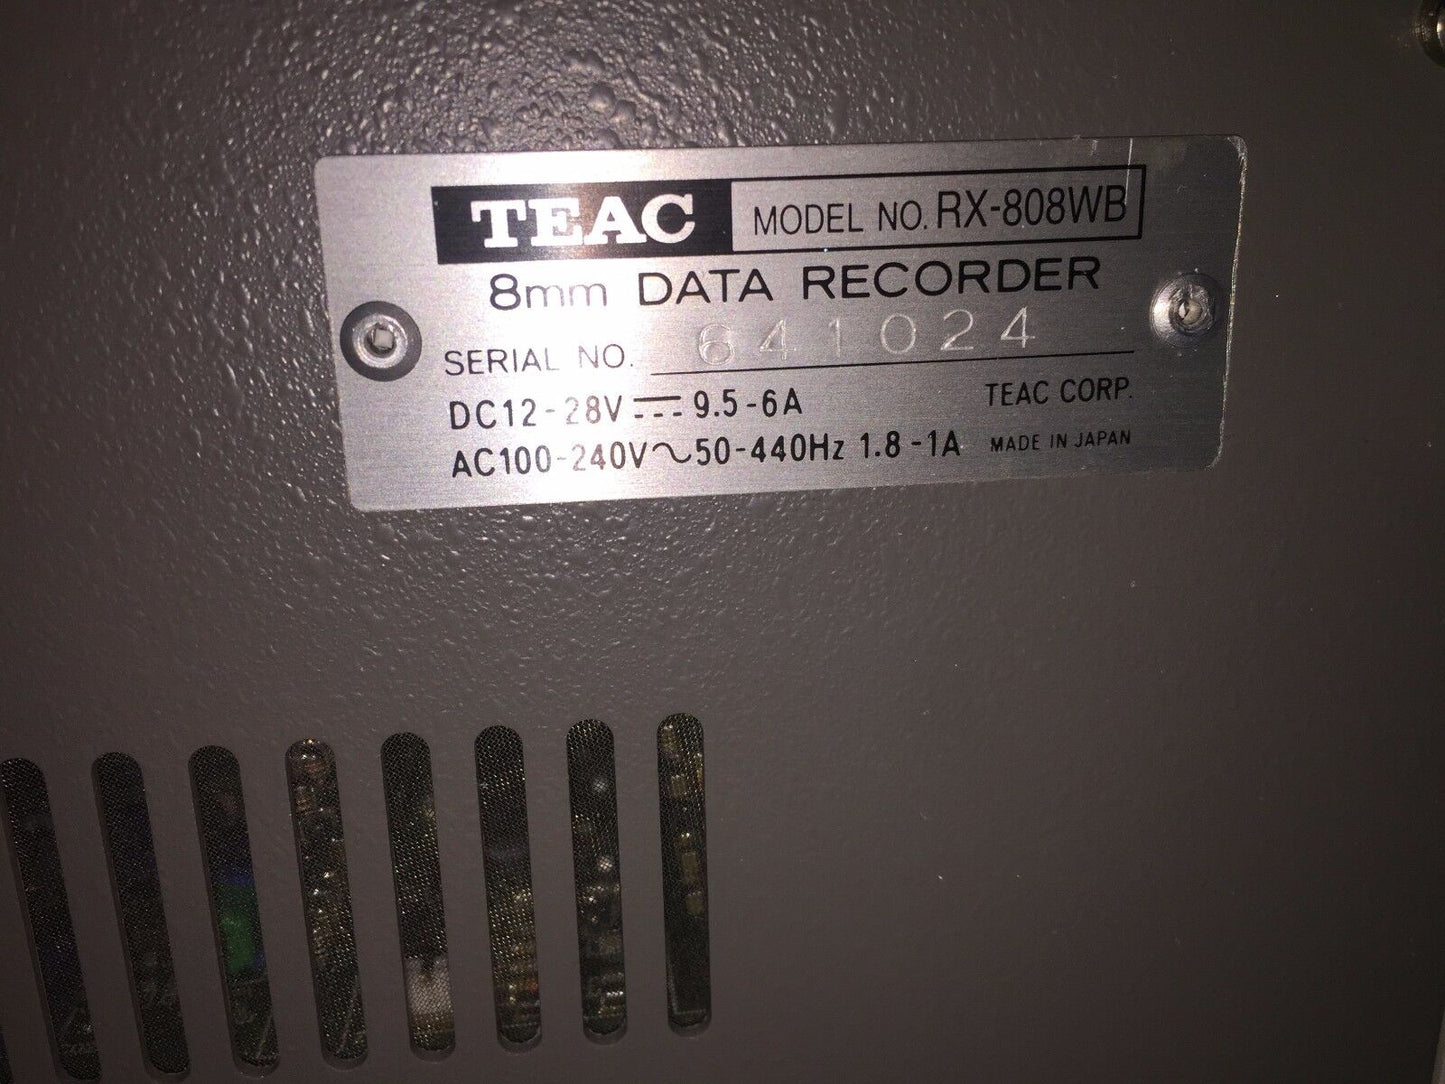 TEAC MODEL NO. RX-808WB
8mm DATA RECORDER
SERIAL NO. 641024
DC12-28V⎓9.5-6A TEAC CORP.
AC100-240V～50-440Hz 1.8-1A MADE IN JAPAN